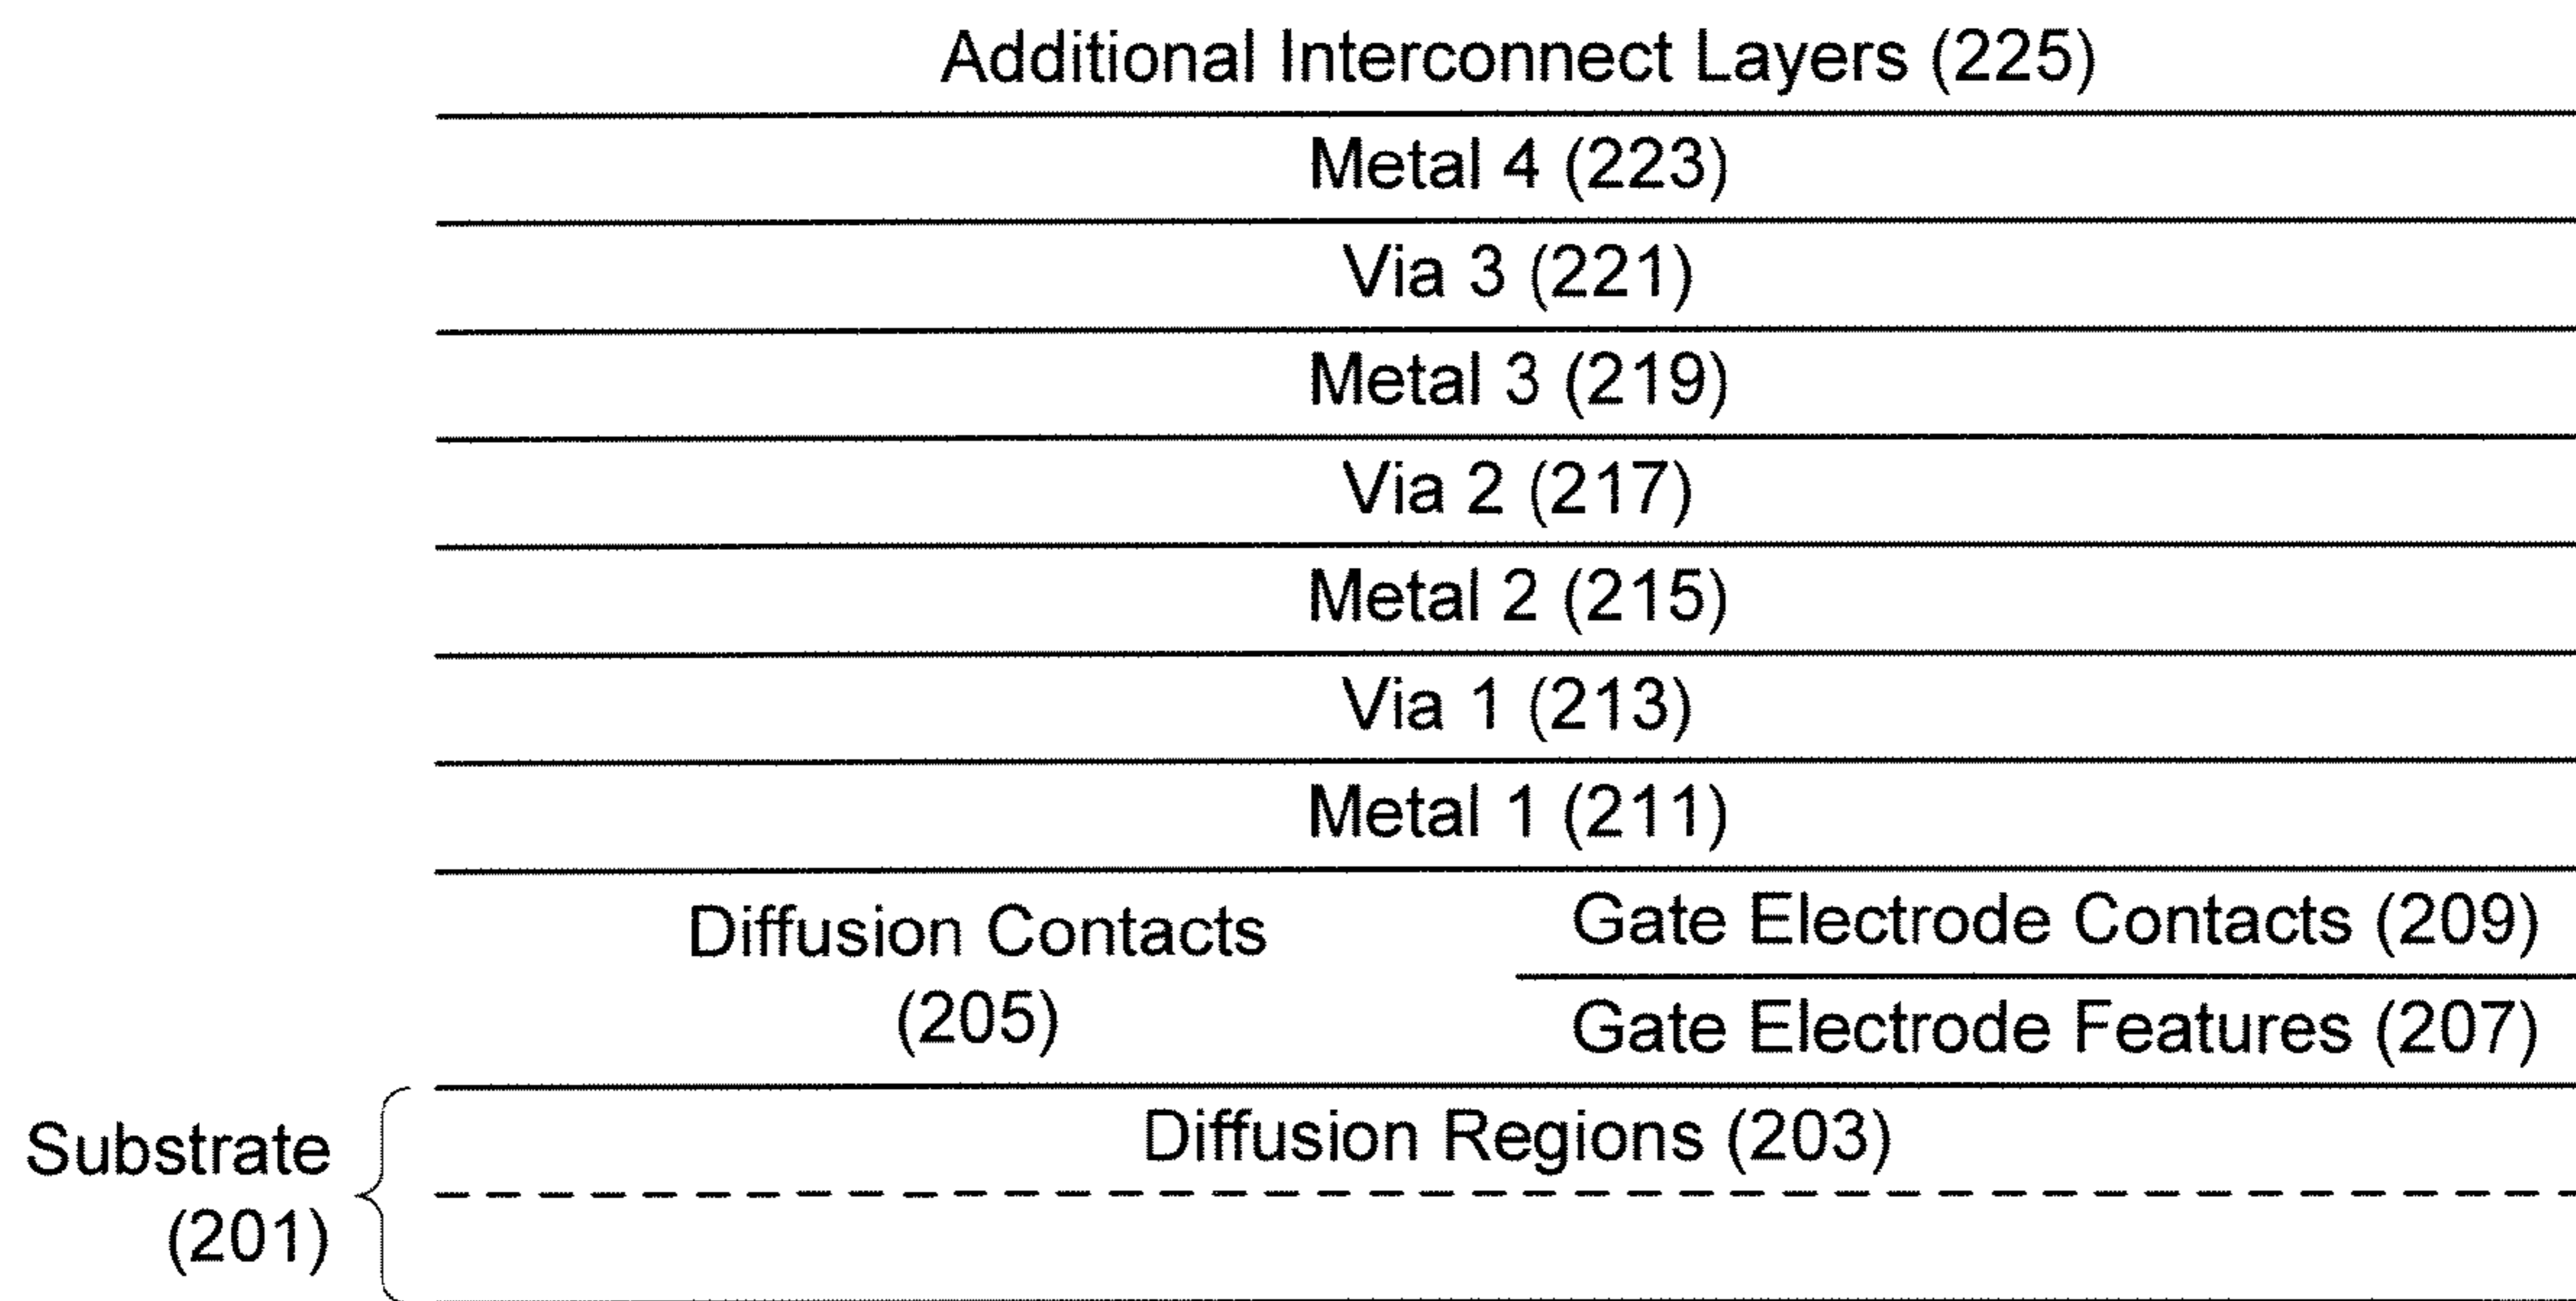 Additional Interconnect Layers (225)
Metal 4 (223)
Via 3 (221)
Metal 3 (219)
Via 2 (217)
Metal 2 (215)
Via 1 (213)
Metal 1 (211)
Diffusion Contacts
(205)
Gate Electrode Contacts (209)
Gate Electrode Features (207)
Substrate
(201)
Diffusion Regions (203)